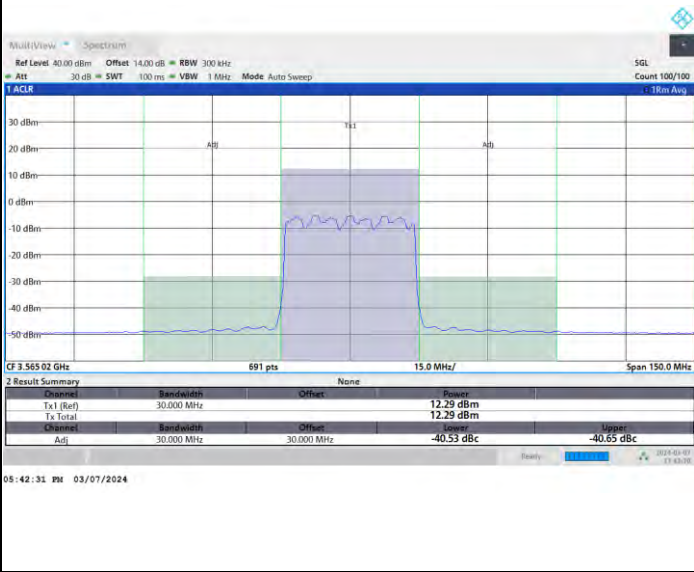 MultiView Spectrum
Ref Level 40.00 dBm Offset 14.00 dB RBW 300 kHz SGL
Att 30 dB SWT 100 ms VBW 1 MHz Mode Auto Sweep Count 100/100
1 ACLR 1Rm Avg
30 dBm
Tx1
20 dBm
Adj Adj
10 dBm
0 dBm
-10 dBm
-20 dBm
-30 dBm
-40 dBm
-50 dBm
CF 3.565 02 GHz 691 pts 15.0 MHz/ Span 150.0 MHz
2 Result Summary None
Channel Bandwidth Offset Power
Tx1 (Ref) 30.000 MHz 12.29 dBm
Tx Total 12.29 dBm
Channel Bandwidth Offset Lower Upper
Adj 30.000 MHz 30.000 MHz -40.53 dBc -40.65 dBc
Ready
05:42:31 PM 03/07/2024